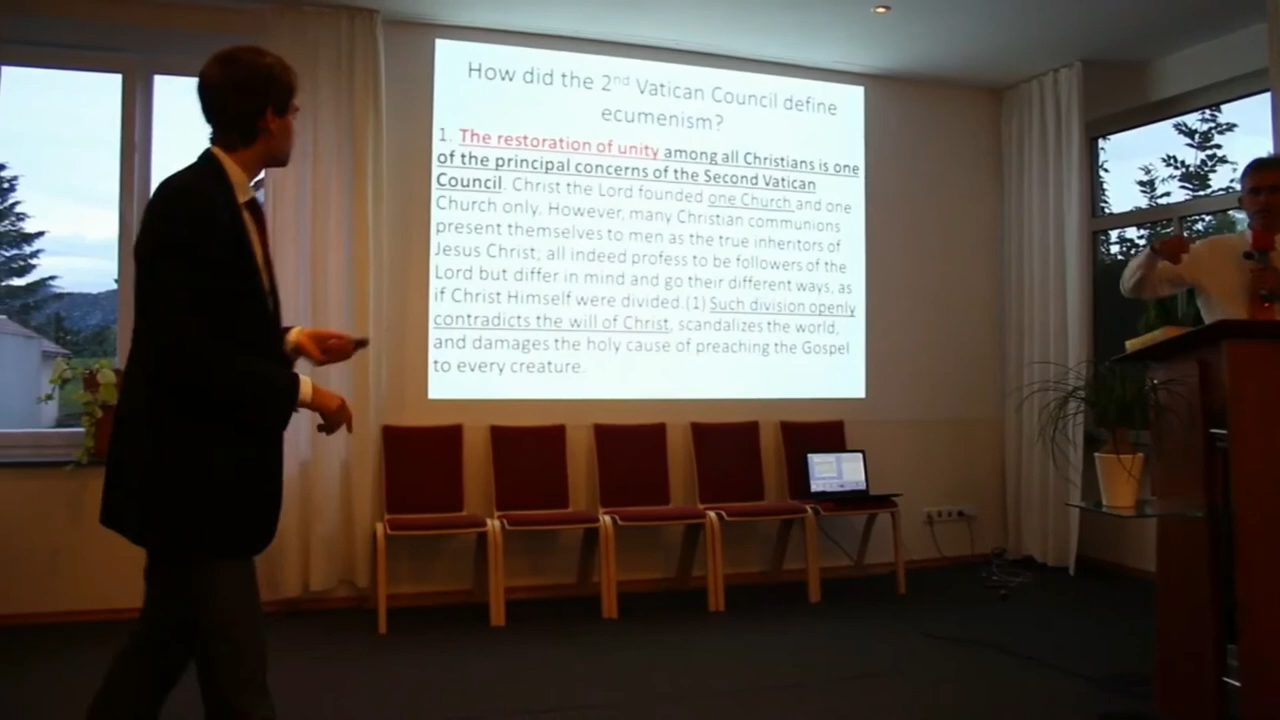 How did the 2nd Vatican Council define
ecumenism?
1. The restoration of unity among all Christians is one
of the principal concerns of the Second Vatican
Council. Christ the Lord founded one Church and one
Church only. However, many Christian communions
present themselves to men as the true inheritors of
Jesus Christ; all indeed profess to be followers of the
Lord but differ in mind and go their different ways, as
if Christ Himself were divided.(1) Such division openly
contradicts the will of Christ, scandalizes the world,
and damages the holy cause of preaching the Gospel
to every creature.